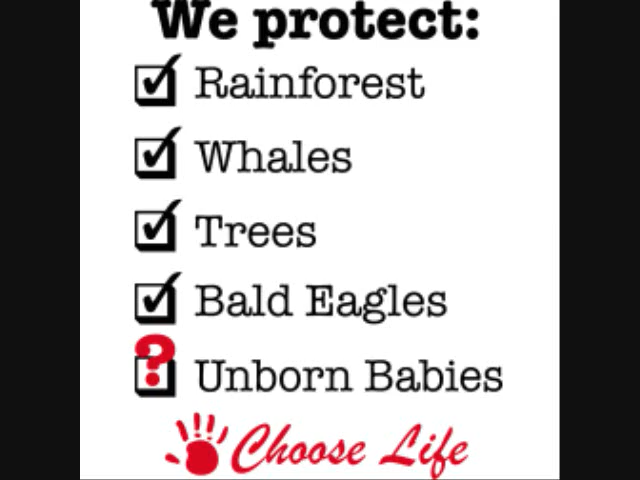 We protect:
Rainforest
Whales
Trees
Bald Eagles
? Unborn Babies
Choose Life